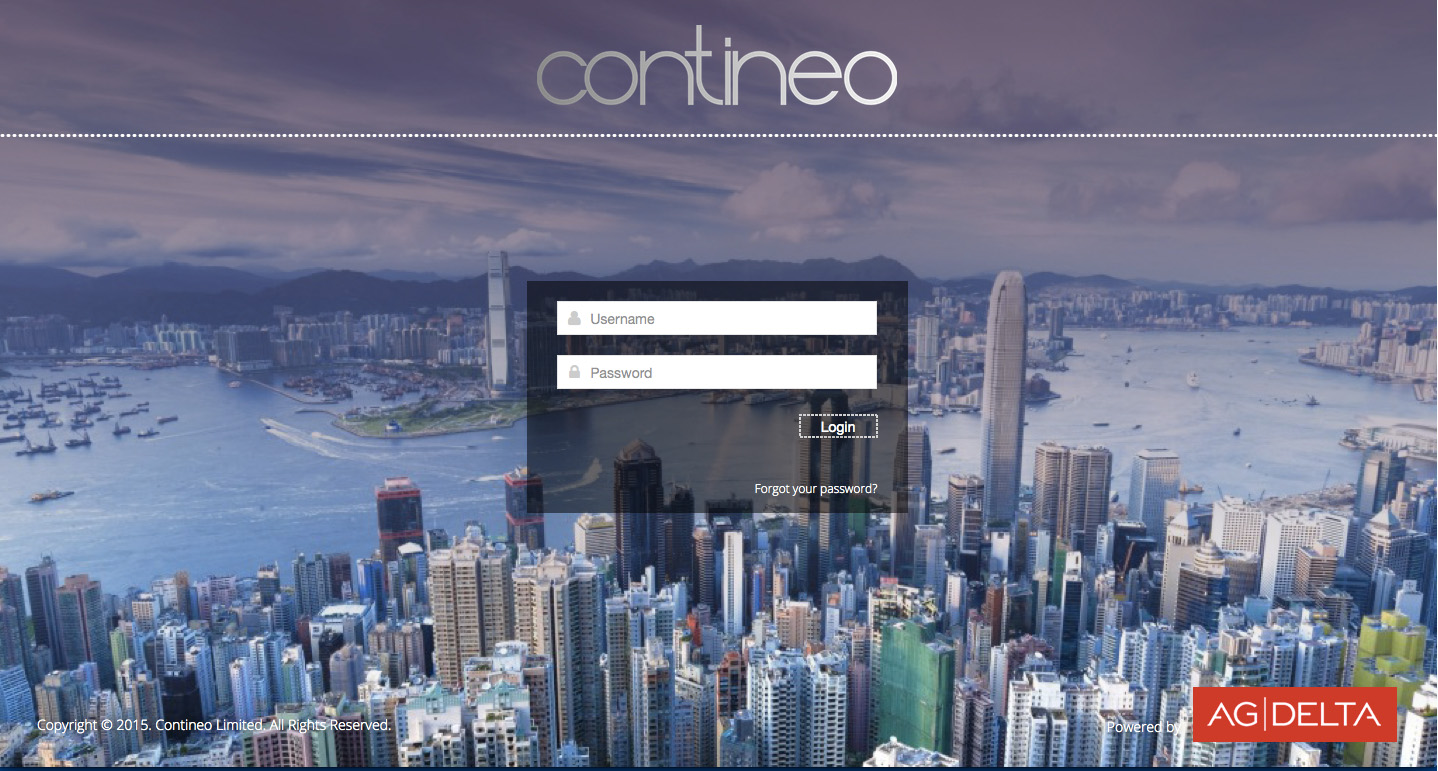 contineo
Username
Password
Login
Forgot your password?
Copyright © 2015. Contineo Limited. All Rights Reserved.
Powered by AG|DELTA